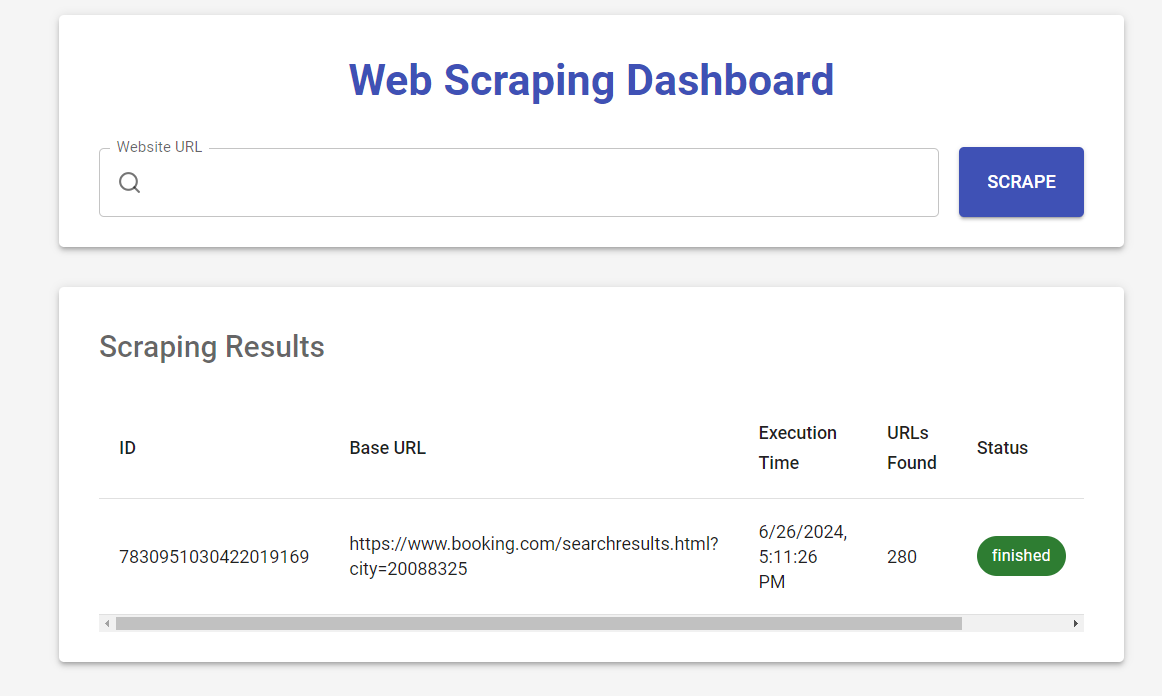 Web Scraping Dashboard
Website URL
SCRAPE
Scraping Results
ID
Base URL
Execution
Time
URLs
Found
Status
7830951030422019169
https://www.booking.com/searchresults.html?
city=20088325
6/26/2024,
5:11:26
PM
280
finished